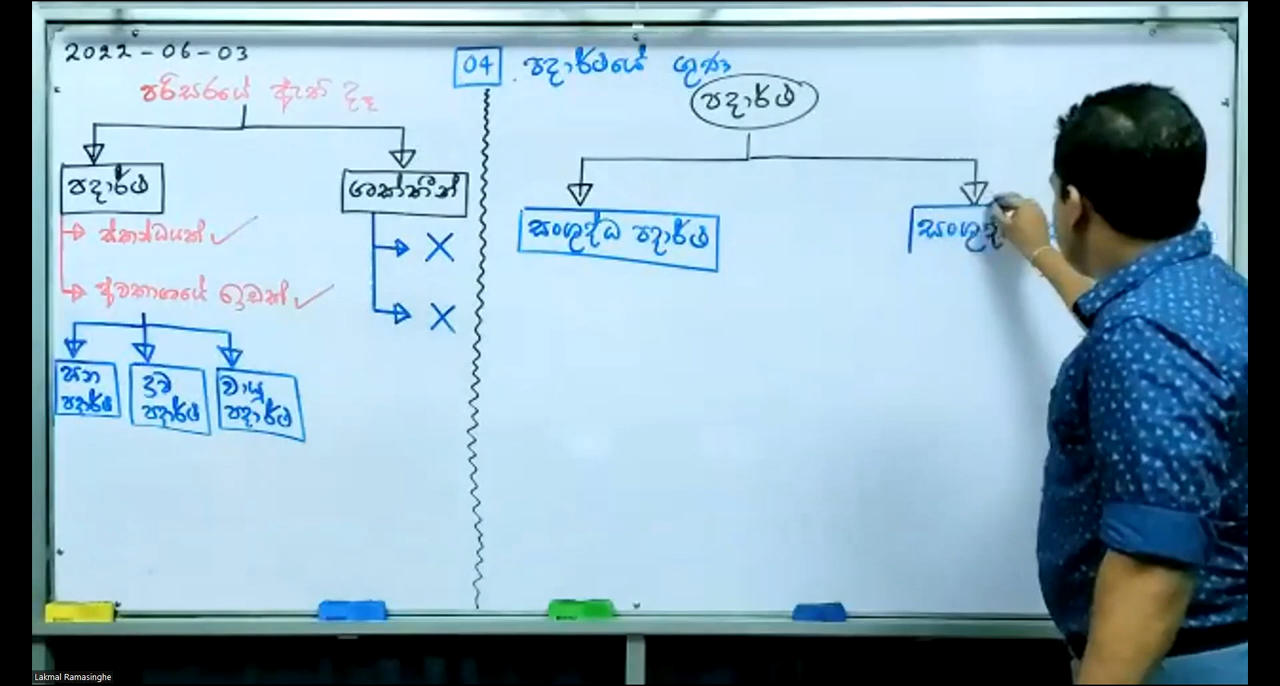 2022-06-03
04 පදාර්ථයේ ගුණ
පරිසරයේ ඇති දෑ
පදාර්ථ
ශක්තීන්
ස්කන්ධයක් ✓
අවකාශයේ ඉඩක් ✓
X
X
ඝන
පදාර්ථ
ද්‍රව
පදාර්ථ
වායු
පදාර්ථ
පදාර්ථ
සංශුද්ධ පදාර්ථ
Lakmal Ramasinghe